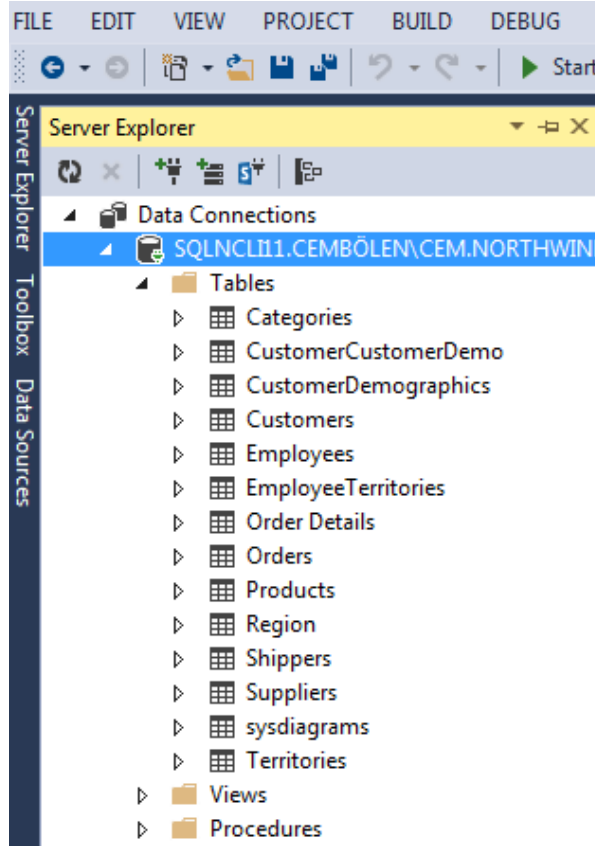 FILE EDIT VIEW PROJECT BUILD DEBUG
Start
Server Explorer
Server Explorer
Toolbox
Data Sources
Data Connections
SQLNCLI11.CEMBÖLEN\CEM.NORTHWIN
Tables
Categories
CustomerCustomerDemo
CustomerDemographics
Customers
Employees
EmployeeTerritories
Order Details
Orders
Products
Region
Shippers
Suppliers
sysdiagrams
Territories
Views
Procedures